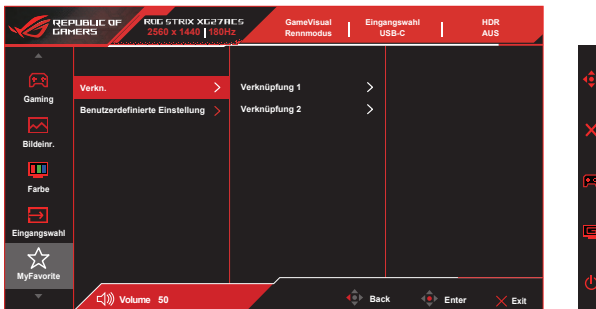 REPUBLIC OF
GAMERS
ROG STRIX XG27ACS
2560 x 1440 180Hz
GameVisual
Rennmodus
Eingangswahl
USB-C
HDR
AUS
Gaming
Bildeinr.
Farbe
Eingangswahl
MyFavorite
Verkn.
Benutzerdefinierte Einstellung
Verknüpfung 1
Verknüpfung 2
Volume 50
Back
Enter
Exit